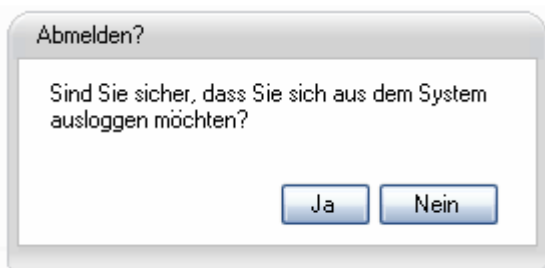 Abmelden?
Sind Sie sicher, dass Sie sich aus dem System
ausloggen möchten?
Ja Nein